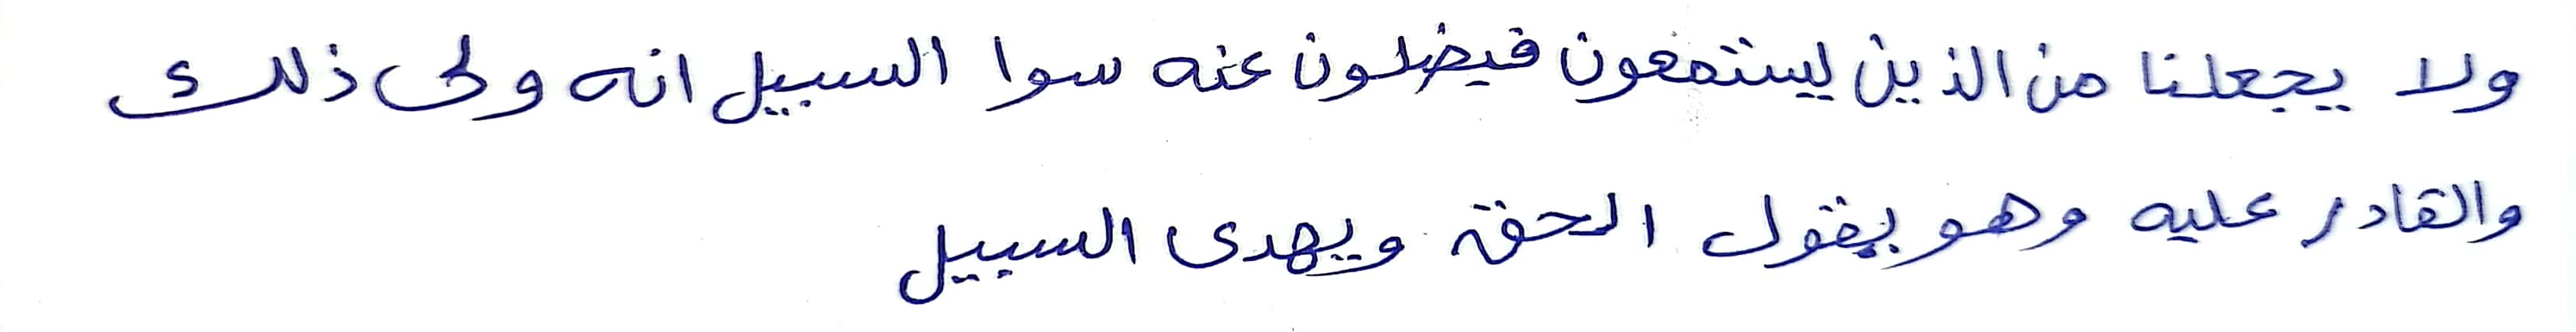 ولا يجعلنا من الذين يستمعون فيضلون عنه سوا السبيل انه ولى ذلك
والقادر عليه وهو يقول الحق ويهدى السبيل